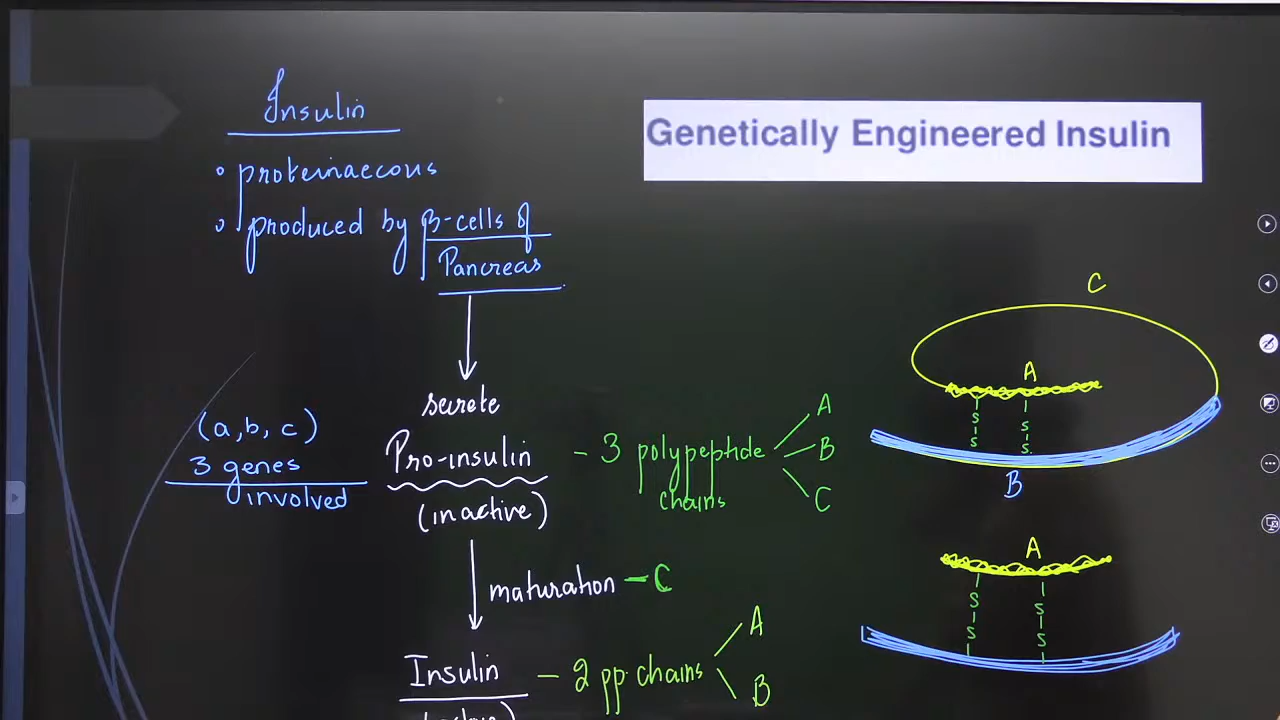 Insulin
Genetically Engineered Insulin
• proteinaecous
• produced by β-cells of
Pancreas
secrete
(a, b, c)
3 genes
involved
Pro-insulin - 3 polypeptide
chains
A
B
C
(inactive)
maturation - C
Insulin - 2 pp. chains
A
B
C
A
S
S
S
S
B
A
S
S
S
S